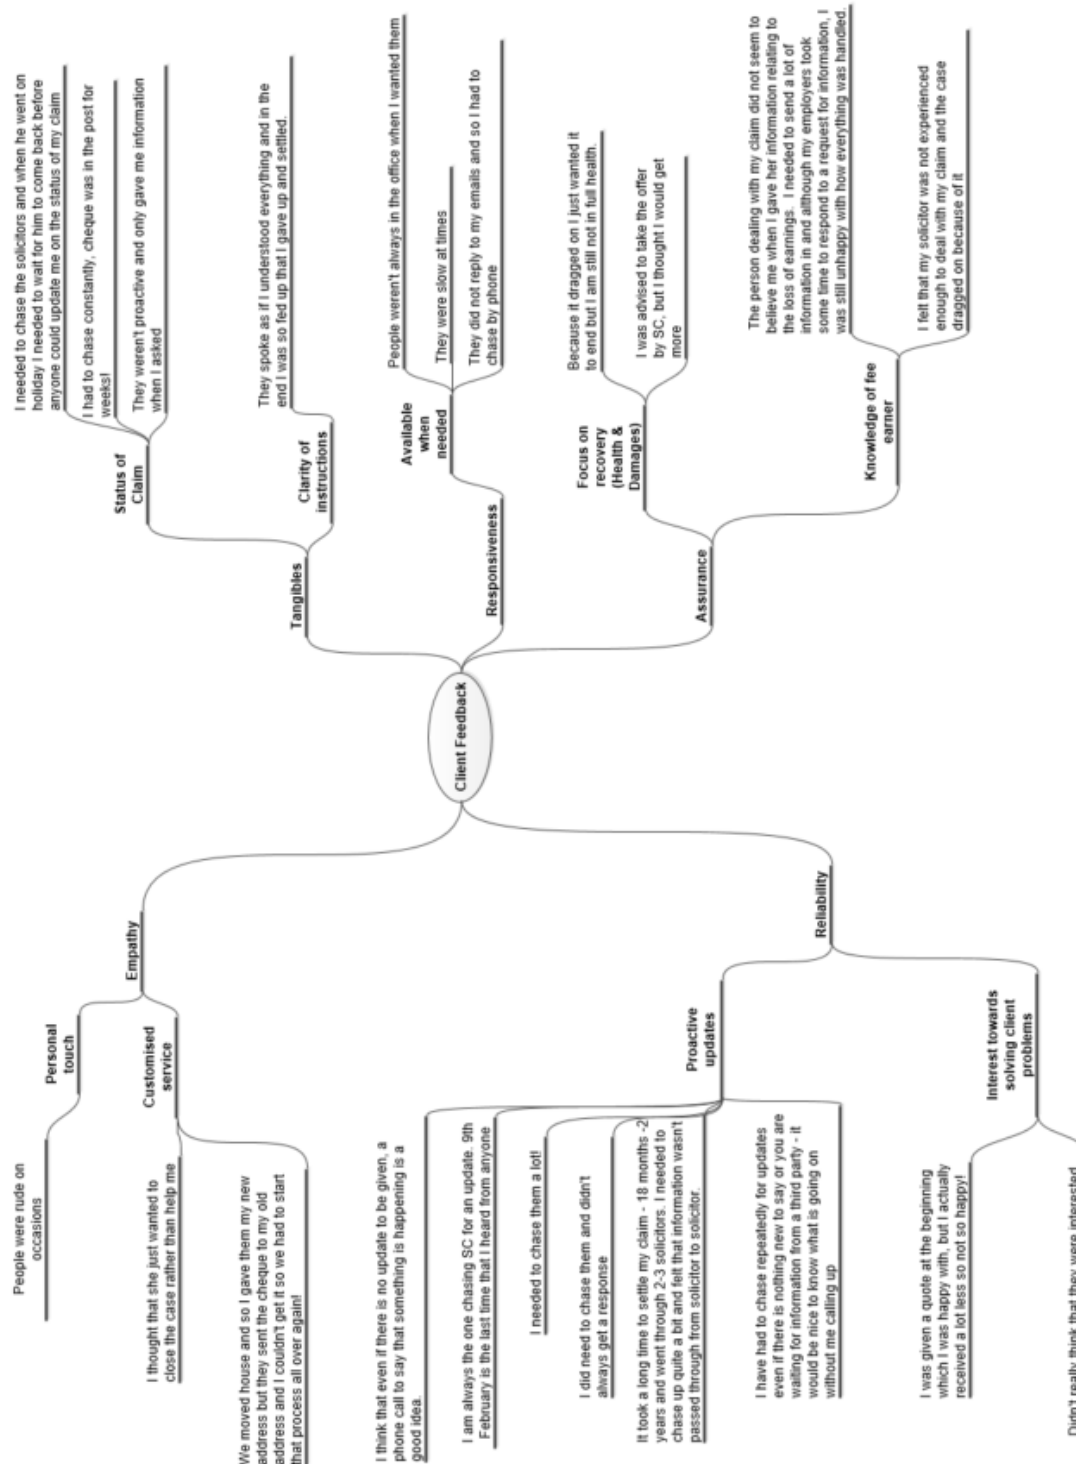 Client Feedback
Tangibles
Status of
Claim
I needed to chase the solicitors and when he went on
holiday I needed to wait for him to come back before
anyone could update me on the status of my claim
I had to chase constantly, cheque was in the post for
weeks!
They weren't proactive and only gave me information
when I asked
Clarity of
instructions
They spoke as if I understood everything and in the
end I was so fed up that I gave up and settled.
Responsiveness
Available
when
needed
People weren't always in the office when I wanted them
They were slow at times
They did not reply to my emails and so I had to
chase by phone
Assurance
Focus on
recovery
(Health &
Damages)
Because it dragged on I just wanted it
to end but I am still not in full health.
I was advised to take the offer
by SC, but I thought I would get
more
Knowledge of fee
earner
The person dealing with my claim did not seem to
believe me when I gave her information relating to
the loss of earnings. I needed to send a lot of
information in and although my employers took
some time to respond to a request for information, I
was still unhappy with how everything was handled.
I felt that my solicitor was not experienced
enough to deal with my claim and the case
dragged on because of it
Empathy
Personal
touch
People were rude on
occasions
Customised
service
I thought that she just wanted to
close the case rather than help me
We moved house and so I gave them my new
address but they sent the cheque to my old
address and I couldn't get it so we had to start
that process all over again!
Reliability
Proactive
updates
I think that even if there is no update to be given, a
phone call to say that something is happening is a
good idea.
I am always the one chasing SC for an update. 9th
February is the last time that I heard from anyone
I needed to chase them a lot!
I did need to chase them and didn't
always get a response
It took a long time to settle my claim - 18 months -2
years and went through 2-3 solicitors. I needed to
chase up quite a bit and felt that information wasn't
passed through from solicitor to solicitor.
I have had to chase repeatedly for updates
even if there is nothing new to say or you are
waiting for information from a third party - it
would be nice to know what is going on
without me calling up
Interest towards
solving client
problems
I was given a quote at the beginning
which I was happy with, but I actually
received a lot less so not so happy!
Didn't really think that they were interested